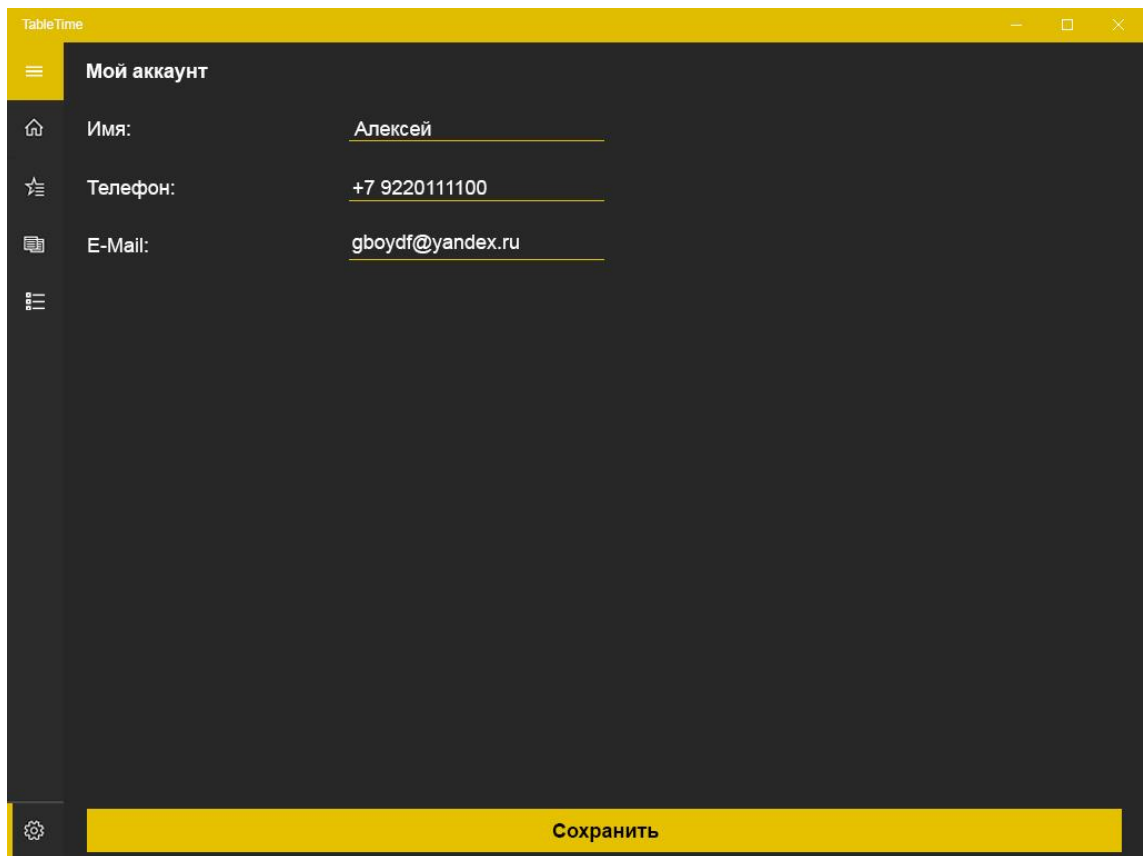 TableTime
Мой аккаунт
Имя: Алексей
Телефон: +7 9220111100
E-Mail: gboydf@yandex.ru
Сохранить